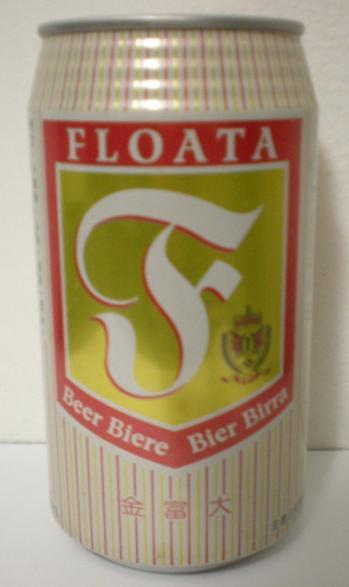 FLOATA
F
Beer Biere Bier Birra
金富大